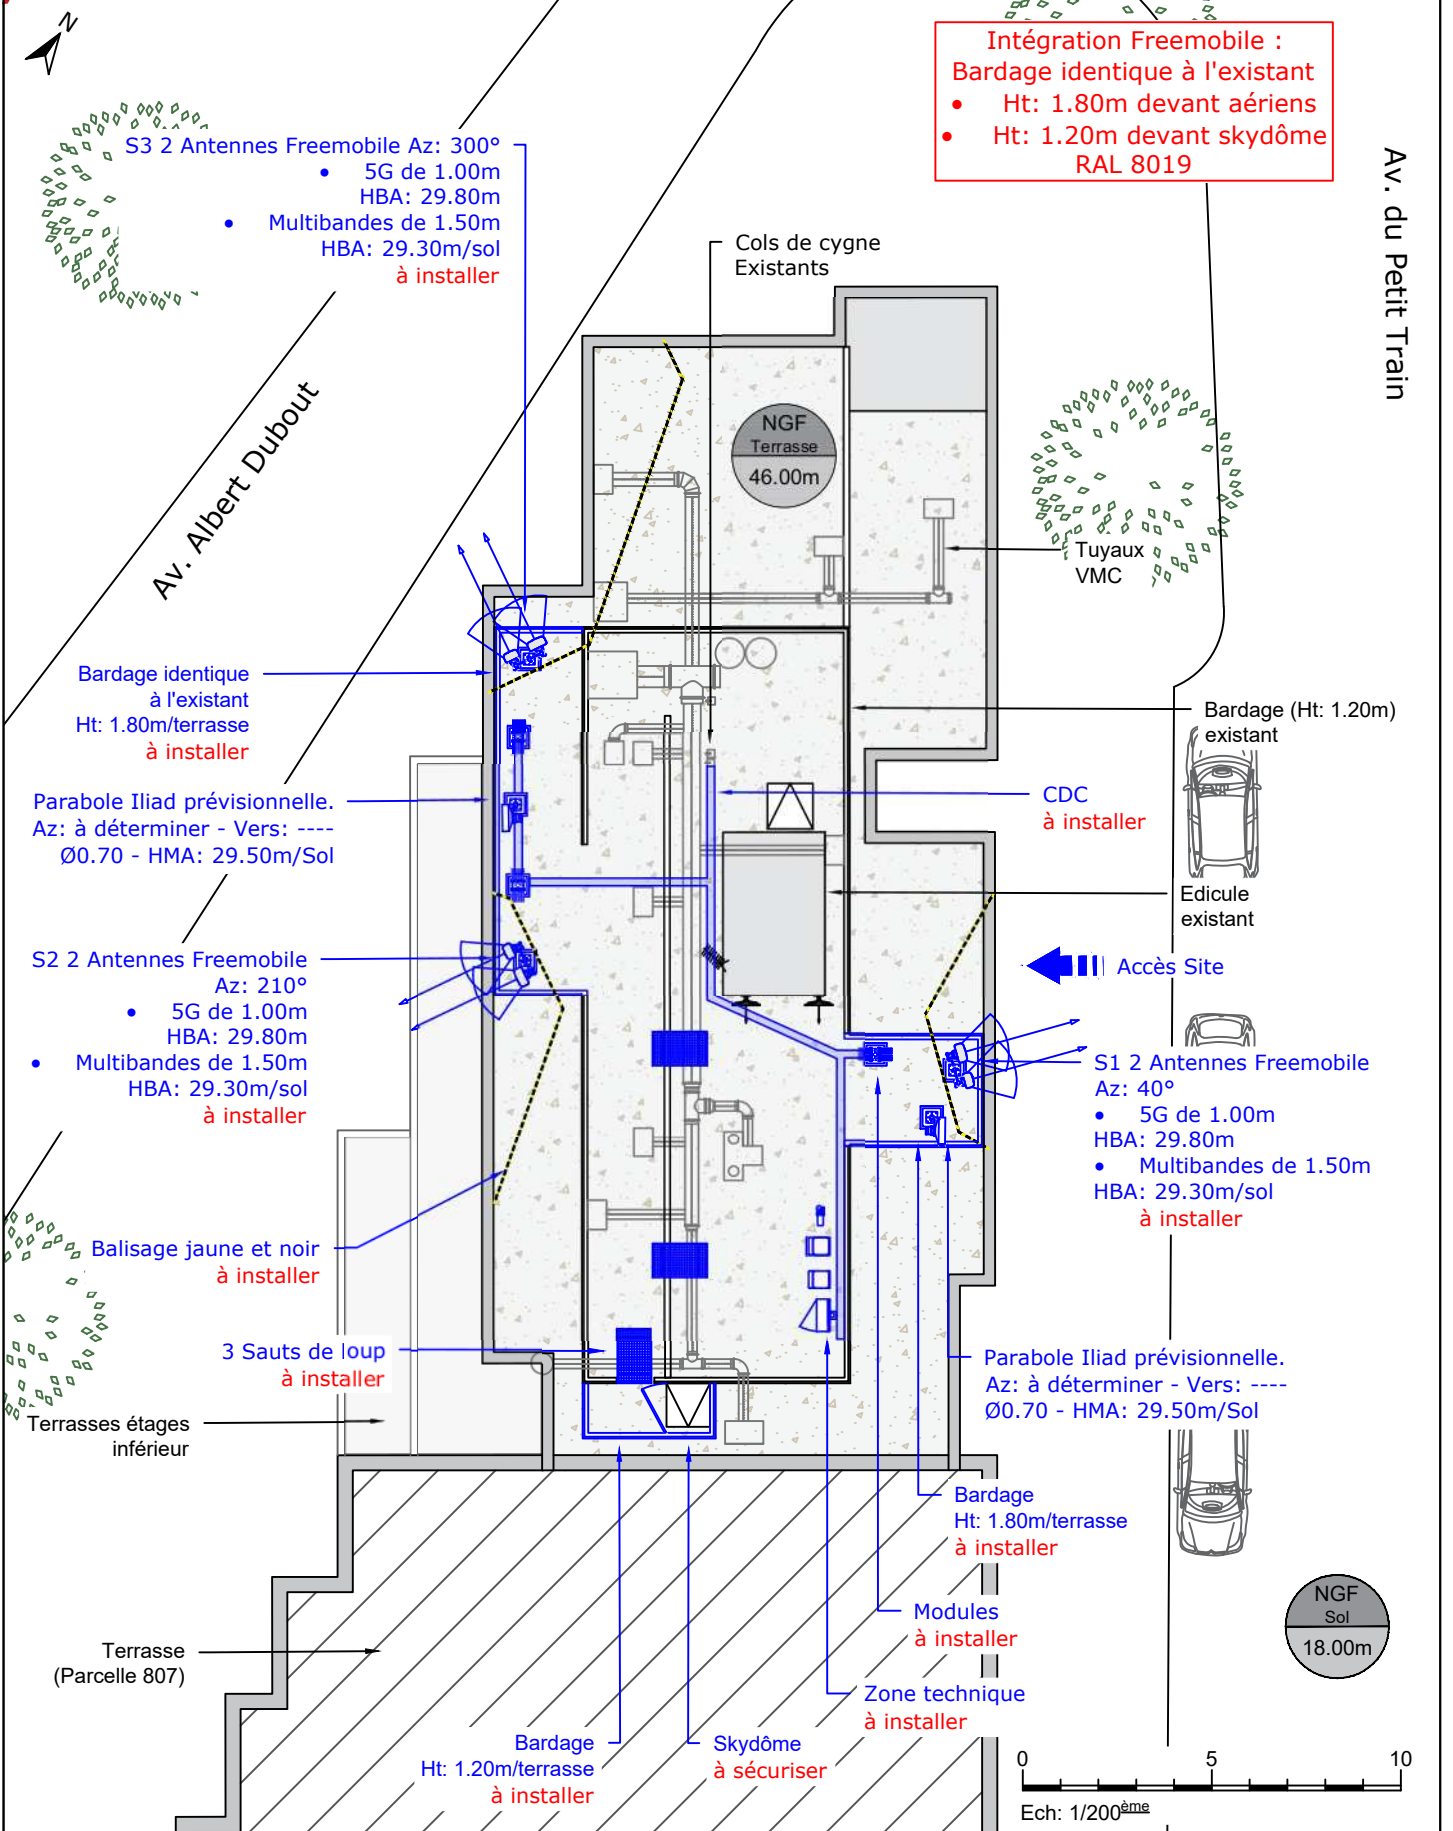 N
Intégration Freemobile :
Bardage identique à l'existant
• Ht: 1.80m devant aériens
• Ht: 1.20m devant skydôme
RAL 8019
Av. du Petit Train
S3 2 Antennes Freemobile Az: 300°
• 5G de 1.00m
HBA: 29.80m
• Multibandes de 1.50m
HBA: 29.30m/sol
à installer
Cols de cygne
Existants
Av. Albert Dubout
NGF
Terrasse
46.00m
Tuyaux
VMC
Bardage identique
à l'existant
Ht: 1.80m/terrasse
à installer
Bardage (Ht: 1.20m)
existant
Parabole Iliad prévisionnelle.
Az: à déterminer - Vers: ----
Ø0.70 - HMA: 29.50m/Sol
CDC
à installer
Edicule
existant
S2 2 Antennes Freemobile
Az: 210°
• 5G de 1.00m
HBA: 29.80m
• Multibandes de 1.50m
HBA: 29.30m/sol
à installer
Accès Site
S1 2 Antennes Freemobile
Az: 40°
• 5G de 1.00m
HBA: 29.80m
• Multibandes de 1.50m
HBA: 29.30m/sol
à installer
Balisage jaune et noir
à installer
3 Sauts de loup
à installer
Parabole Iliad prévisionnelle.
Az: à déterminer - Vers: ----
Ø0.70 - HMA: 29.50m/Sol
Terrasses étages
inférieur
Bardage
Ht: 1.80m/terrasse
à installer
Modules
à installer
NGF
Sol
18.00m
Terrasse
(Parcelle 807)
Zone technique
à installer
Bardage
Ht: 1.20m/terrasse
à installer
Skydôme
à sécuriser
0 5 10
Ech: 1/200ème